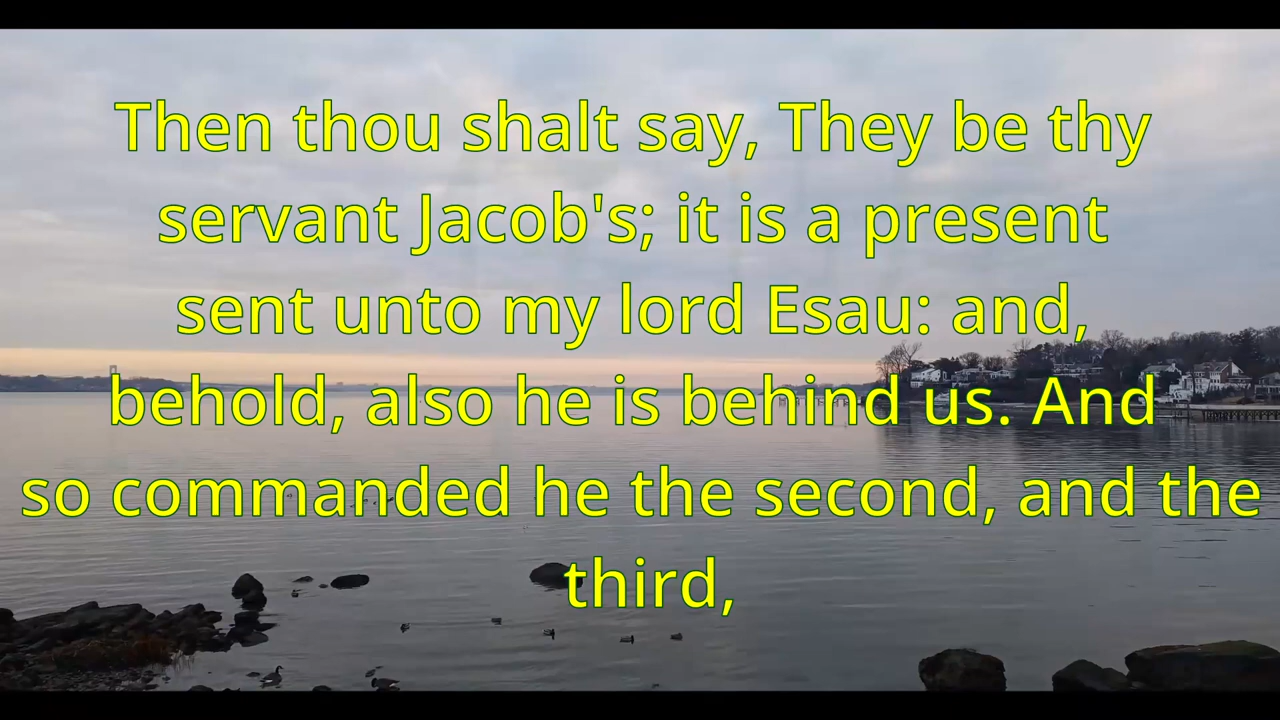 Then thou shalt say, They be thy
servant Jacob's; it is a present
sent unto my lord Esau: and,
behold, also he is behind us. And
so commanded he the second, and the
third,